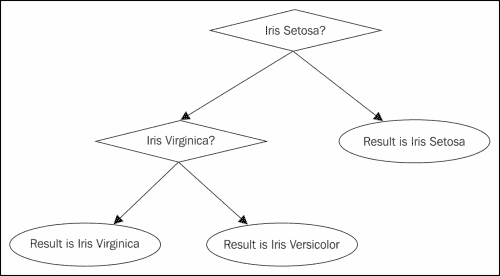 Iris Setosa?
Iris Virginica?
Result is Iris Setosa
Result is Iris Virginica
Result is Iris Versicolor